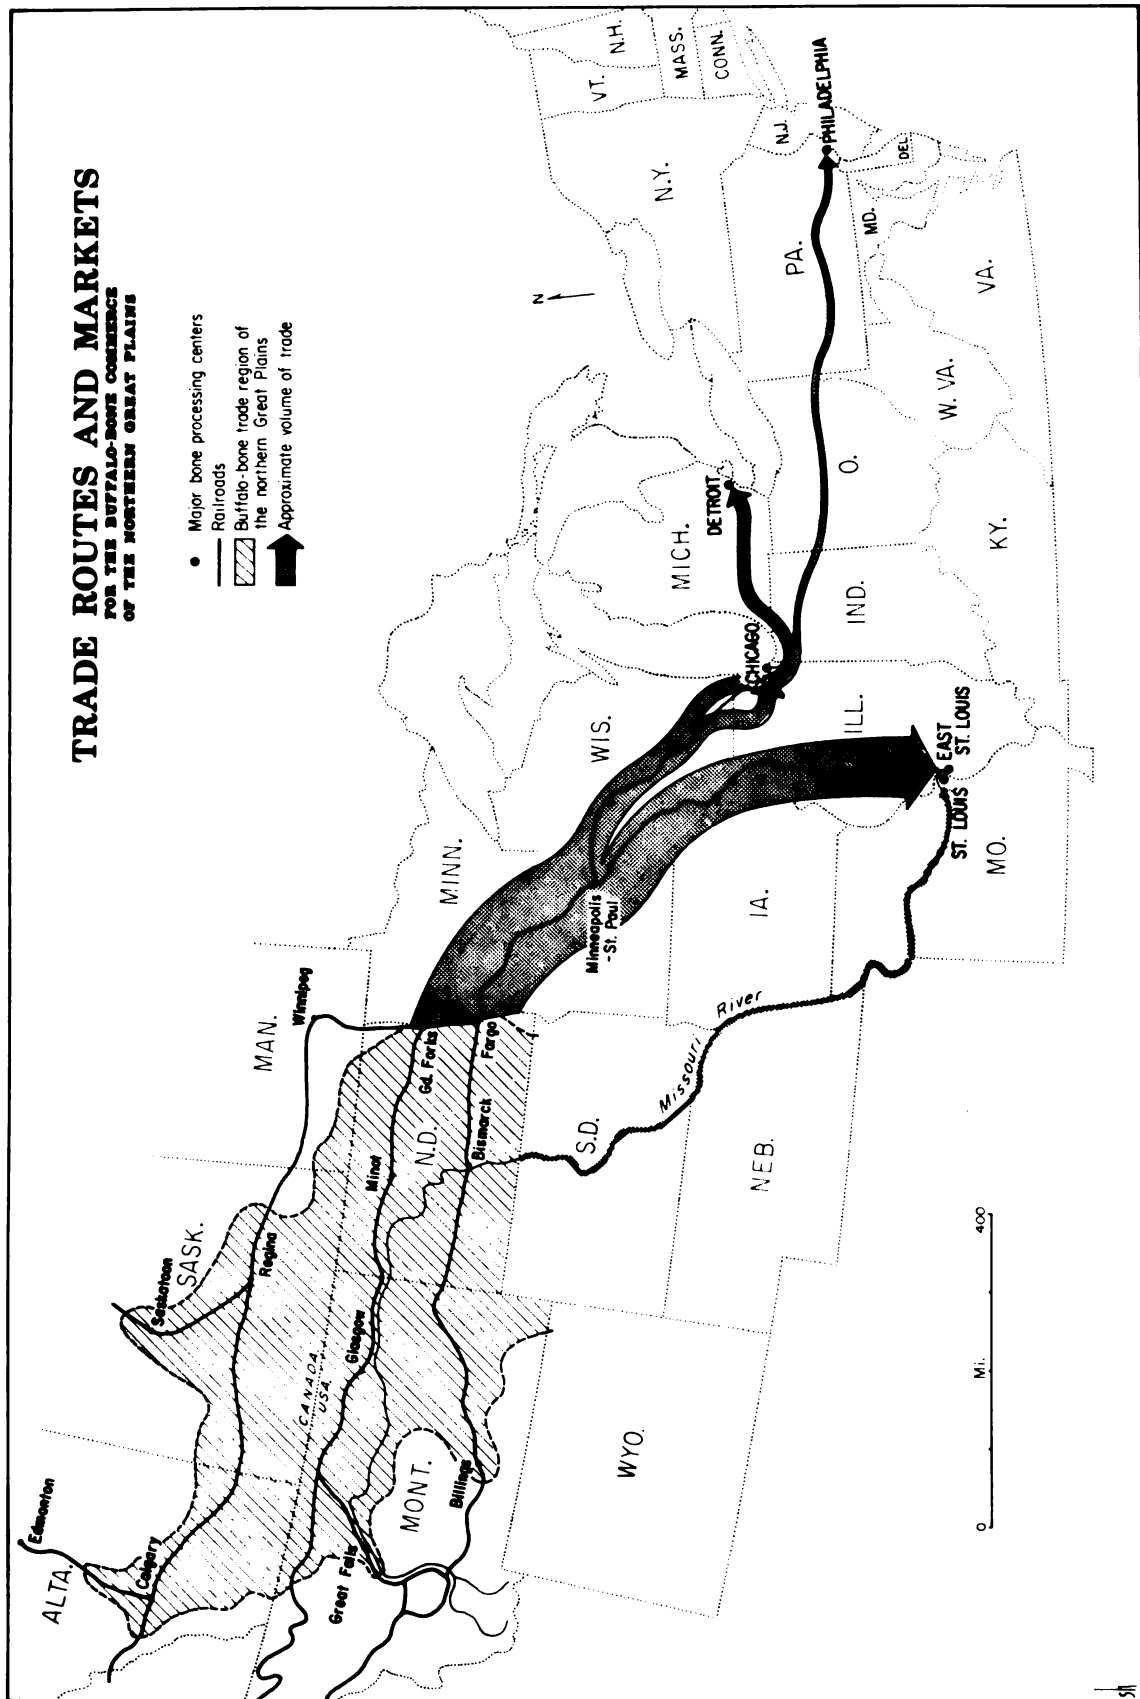 TRADE ROUTES AND MARKETS
FOR THE BUFFALO-BONE COMMERCE
OF THE NORTHERN GREAT PLAINS
Major bone processing centers
Railroads
Buffalo-bone trade region of
the northern Great Plains
Approximate volume of trade
N
ALTA.
Edmonton
Calgary
SASK.
Saskatoon
Regina
MAN.
Winnipeg
CANADA
USA
Great Falls
MONT.
Billings
Glasgow
Minot
N.D.
Bismarck
Gd. Forks
Fargo
MINN.
Minneapolis
-St. Paul
WIS.
MICH.
DETROIT
CHICAGO
WYO.
S.D.
NEB.
Missouri River
IA.
ILL.
IND.
O.
PA.
N.Y.
VT.
N.H.
MASS.
CONN.
N.J.
PHILADELPHIA
DEL.
MD.
VA.
W. VA.
KY.
MO.
ST. LOUIS
EAST
ST. LOUIS
0 Mi. 400